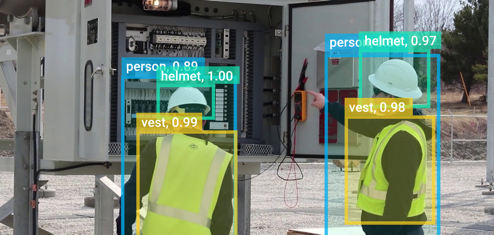 person, 0.89
helmet, 1.00
vest, 0.99
perso
helmet, 0.97
vest, 0.98